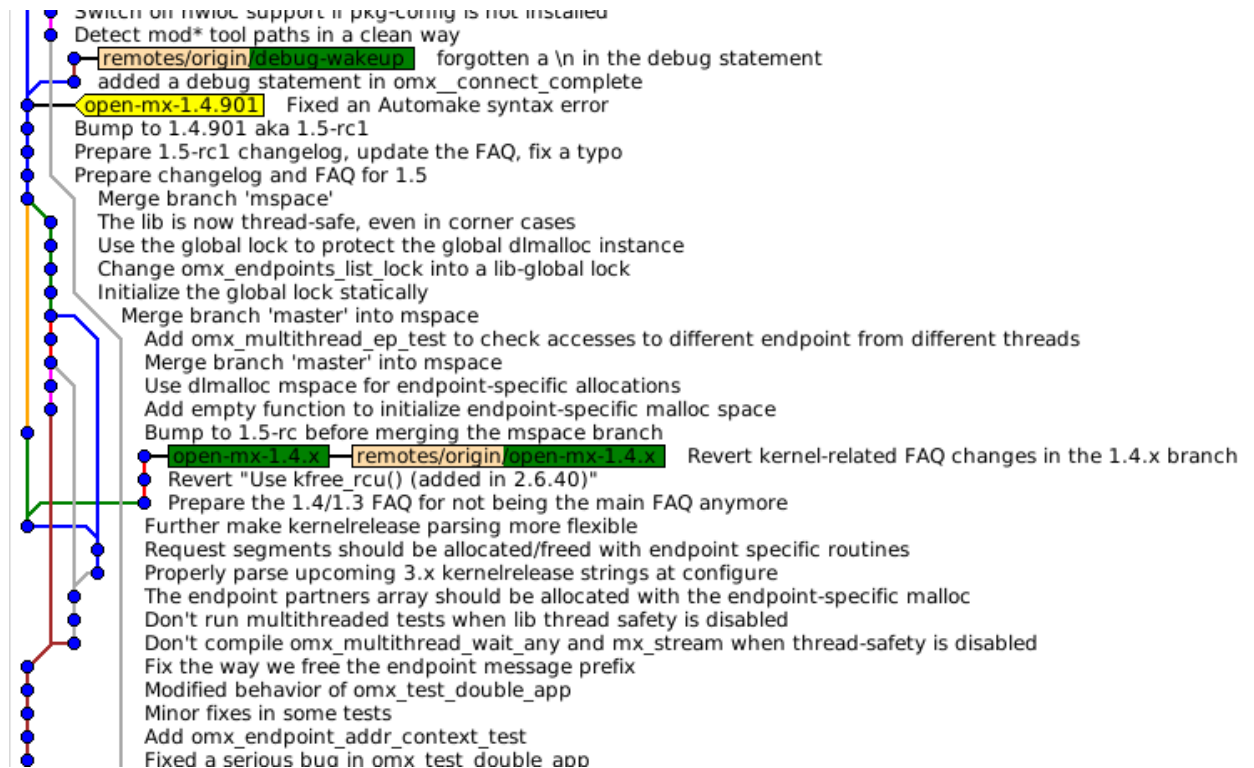 Switch off hwloc support if pkg-config is not installed
Detect mod* tool paths in a clean way
remotes/origin/debug-wakeup forgotten a \n in the debug statement
added a debug statement in omx__connect_complete
open-mx-1.4.901 Fixed an Automake syntax error
Bump to 1.4.901 aka 1.5-rc1
Prepare 1.5-rc1 changelog, update the FAQ, fix a typo
Prepare changelog and FAQ for 1.5
Merge branch 'mspace'
The lib is now thread-safe, even in corner cases
Use the global lock to protect the global dlmalloc instance
Change omx_endpoints_list_lock into a lib-global lock
Initialize the global lock statically
Merge branch 'master' into mspace
Add omx_multithread_ep_test to check accesses to different endpoint from different threads
Merge branch 'master' into mspace
Use dlmalloc mspace for endpoint-specific allocations
Add empty function to initialize endpoint-specific malloc space
Bump to 1.5-rc before merging the mspace branch
open-mx-1.4.x remotes/origin/open-mx-1.4.x Revert kernel-related FAQ changes in the 1.4.x branch
Revert "Use kfree_rcu() (added in 2.6.40)"
Prepare the 1.4/1.3 FAQ for not being the main FAQ anymore
Further make kernelrelease parsing more flexible
Request segments should be allocated/freed with endpoint specific routines
Properly parse upcoming 3.x kernelrelease strings at configure
The endpoint partners array should be allocated with the endpoint-specific malloc
Don't run multithreaded tests when lib thread safety is disabled
Don't compile omx_multithread_wait_any and mx_stream when thread-safety is disabled
Fix the way we free the endpoint message prefix
Modified behavior of omx_test_double_app
Minor fixes in some tests
Add omx_endpoint_addr_context_test
Fixed a serious bug in omx_test_double_app